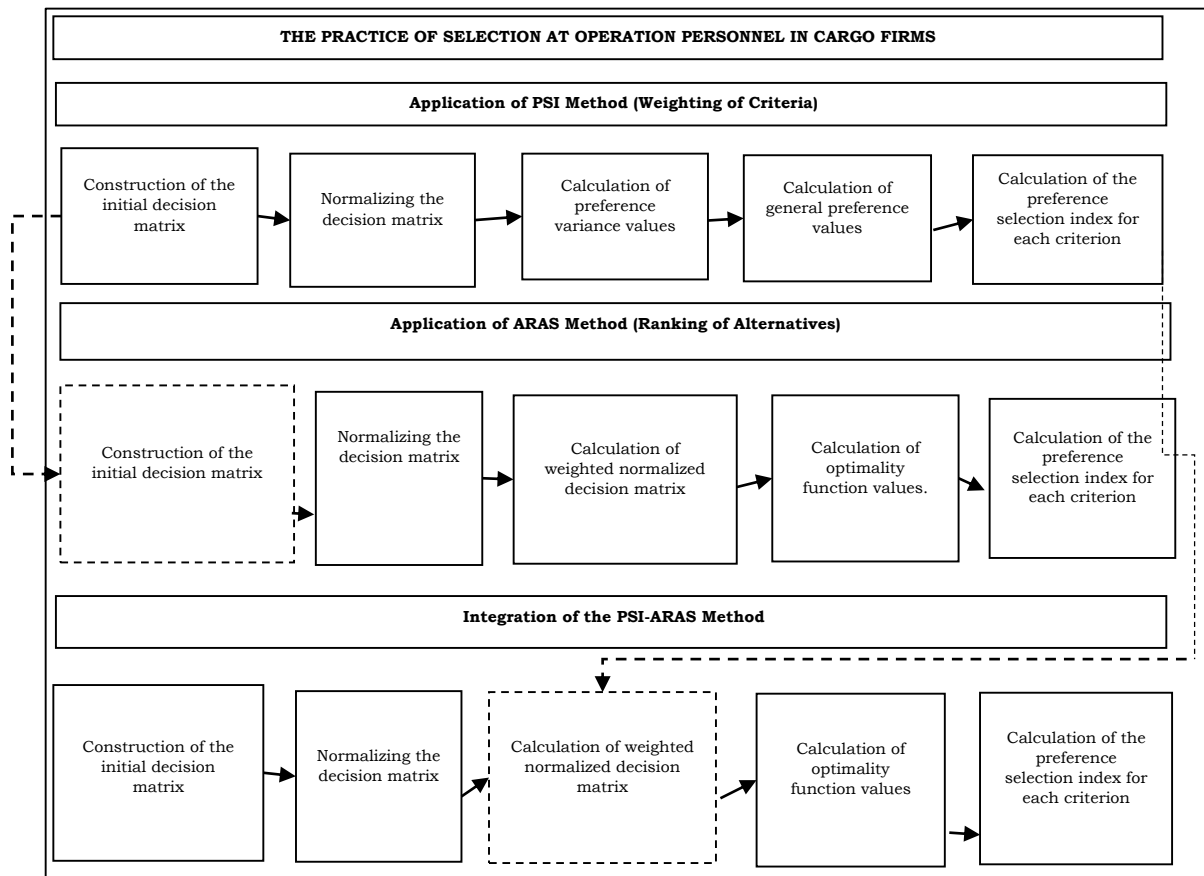 THE PRACTICE OF SELECTION AT OPERATION PERSONNEL IN CARGO FIRMS
Application of PSI Method (Weighting of Criteria)
Construction of the
initial decision
matrix
Normalizing the
decision matrix
Calculation of
preference
variance values
Calculation of
general preference
values
Calculation of the
preference
selection index for
each criterion
Application of ARAS Method (Ranking of Alternatives)
Construction of the
initial decision matrix
Normalizing the
decision matrix
Calculation of
weighted normalized
decision matrix
Calculation of
optimality
function values.
Calculation of the
preference
selection index for
each criterion
Integration of the PSI-ARAS Method
Construction of the
initial decision
matrix
Normalizing the
decision matrix
Calculation of weighted
normalized decision
matrix
Calculation of
optimality
function values
Calculation of the
preference
selection index for
each criterion